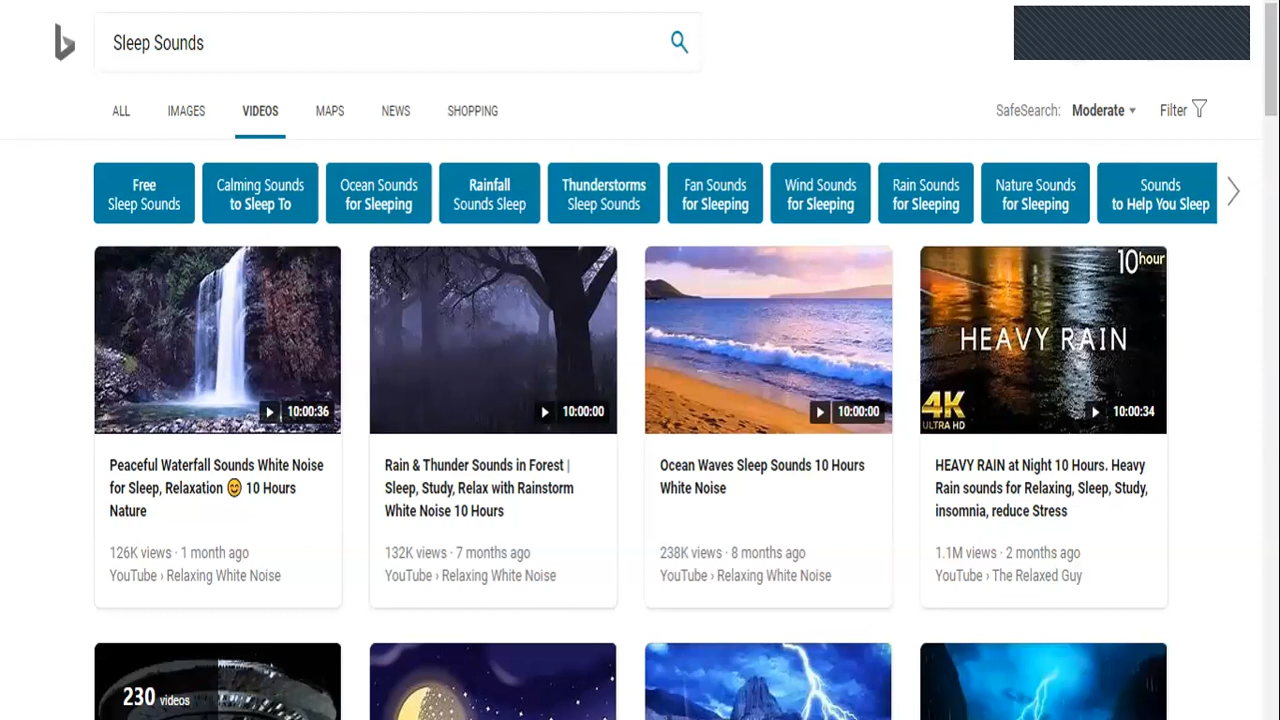 Sleep Sounds
ALL
IMAGES
VIDEOS
MAPS
NEWS
SHOPPING
SafeSearch: Moderate
Filter
Free
Sleep Sounds
Calming Sounds
to Sleep To
Ocean Sounds
for Sleeping
Rainfall
Sounds Sleep
Thunderstorms
Sleep Sounds
Fan Sounds
for Sleeping
Wind Sounds
for Sleeping
Rain Sounds
for Sleeping
Nature Sounds
for Sleeping
Sounds
to Help You Sleep
10:00:36
Peaceful Waterfall Sounds White Noise
for Sleep, Relaxation 😊 10 Hours
Nature
126K views · 1 month ago
YouTube › Relaxing White Noise
10:00:00
Rain & Thunder Sounds in Forest |
Sleep, Study, Relax with Rainstorm
White Noise 10 Hours
132K views · 7 months ago
YouTube › Relaxing White Noise
10:00:00
Ocean Waves Sleep Sounds 10 Hours
White Noise
238K views · 8 months ago
YouTube › Relaxing White Noise
10hour
HEAVY RAIN
4K
ULTRA HD
10:00:34
HEAVY RAIN at Night 10 Hours. Heavy
Rain sounds for Relaxing, Sleep, Study,
insomnia, reduce Stress
1.1M views · 2 months ago
YouTube › The Relaxed Guy
230 videos